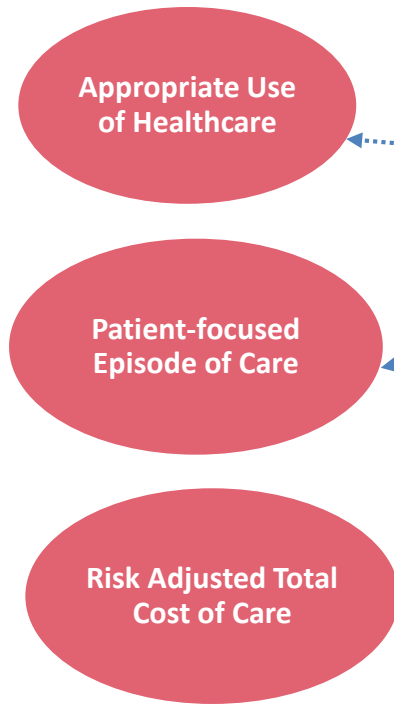 Appropriate Use
of Healthcare
Patient-focused
Episode of Care
Risk Adjusted Total
Cost of Care